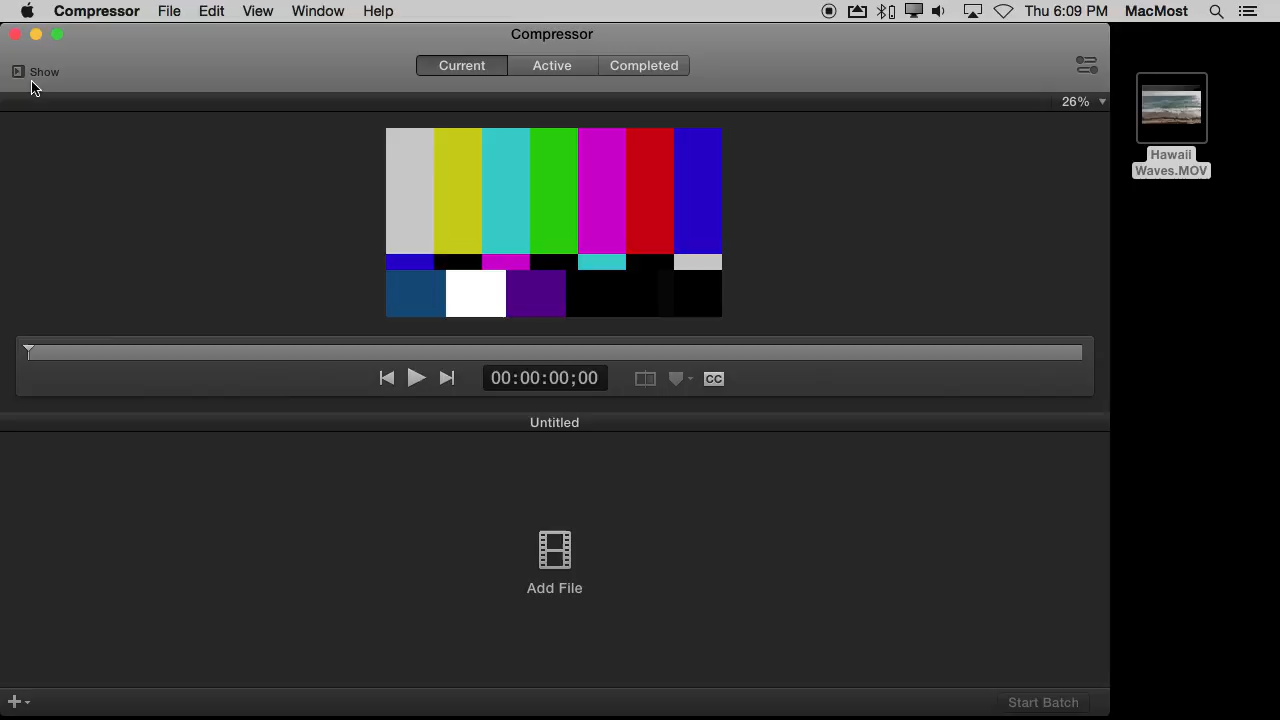 Compressor File Edit View Window Help Thu 6:09 PM MacMost
Compressor
Show
Current Active Completed
26%
Hawaii
Waves.MOV
00:00:00;00 CC
Untitled
Add File
Start Batch